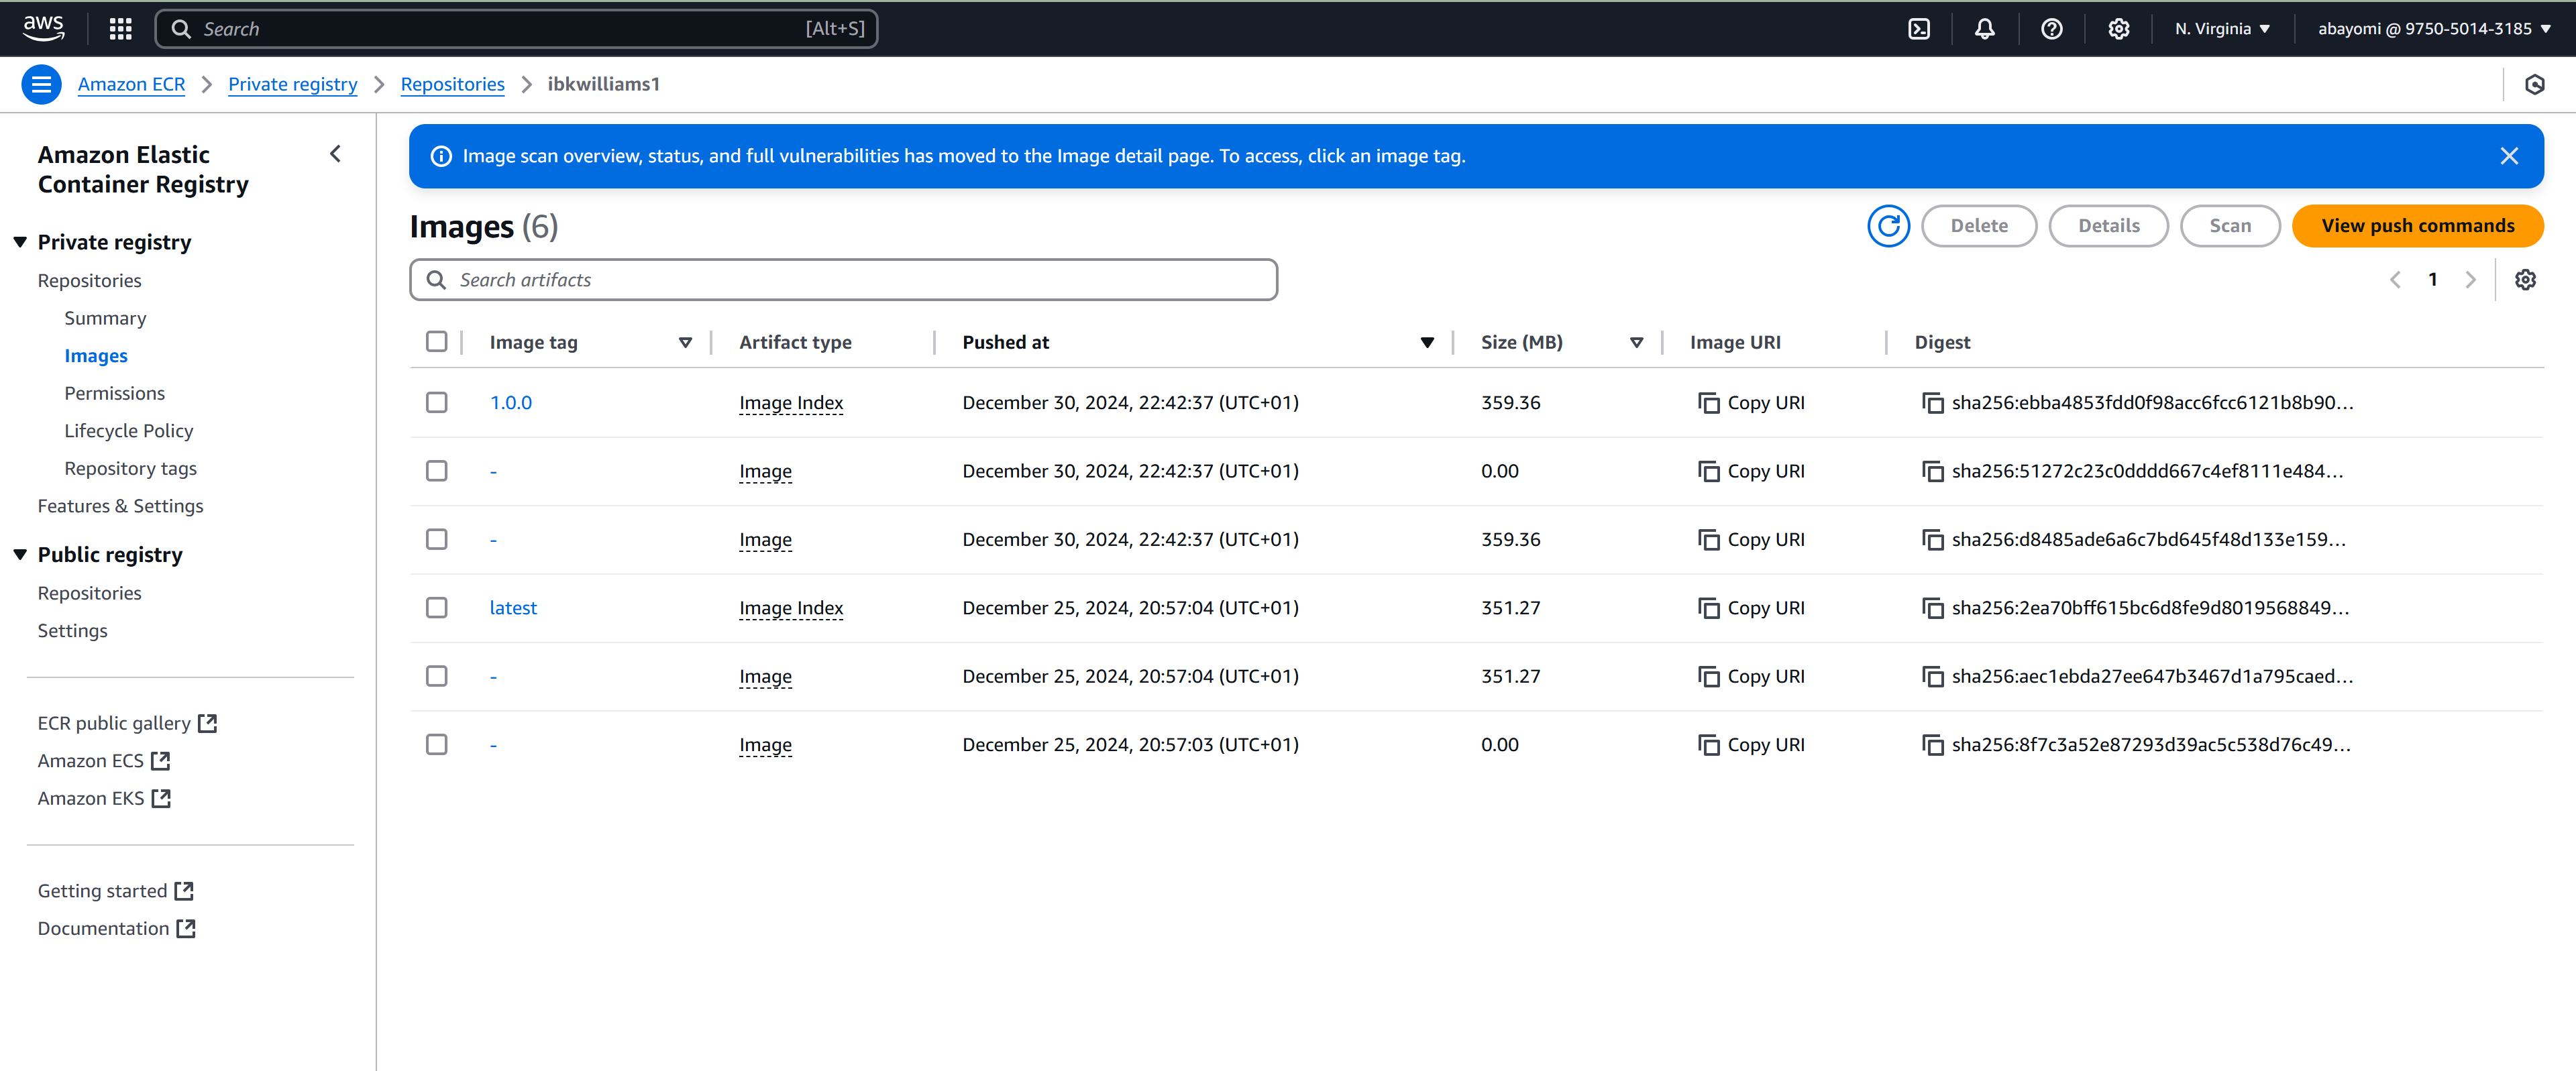 aws
Search
[Alt+S]
N. Virginia
abayomi @ 9750-5014-3185
Amazon ECR
Private registry
Repositories
ibkwilliams1
Amazon Elastic
Container Registry
Private registry
Repositories
Summary
Images
Permissions
Lifecycle Policy
Repository tags
Features & Settings
Public registry
Repositories
Settings
ECR public gallery
Amazon ECS
Amazon EKS
Getting started
Documentation
Image scan overview, status, and full vulnerabilities has moved to the Image detail page. To access, click an image tag.
Images (6)
Delete
Details
Scan
View push commands
Search artifacts
1
Image tag Artifact type Pushed at Size (MB) Image URI Digest
1.0.0 Image Index December 30, 2024, 22:42:37 (UTC+01) 359.36 Copy URI sha256:ebba4853fdd0f98acc6fcc6121b8b90...
- Image December 30, 2024, 22:42:37 (UTC+01) 0.00 Copy URI sha256:51272c23c0dddd667c4ef8111e484...
- Image December 30, 2024, 22:42:37 (UTC+01) 359.36 Copy URI sha256:d8485ade6a6c7bd645f48d133e159...
latest Image Index December 25, 2024, 20:57:04 (UTC+01) 351.27 Copy URI sha256:2ea70bff615bc6d8fe9d8019568849...
- Image December 25, 2024, 20:57:04 (UTC+01) 351.27 Copy URI sha256:aec1ebda27ee647b3467d1a795caed...
- Image December 25, 2024, 20:57:03 (UTC+01) 0.00 Copy URI sha256:8f7c3a52e87293d39ac5c538d76c49...